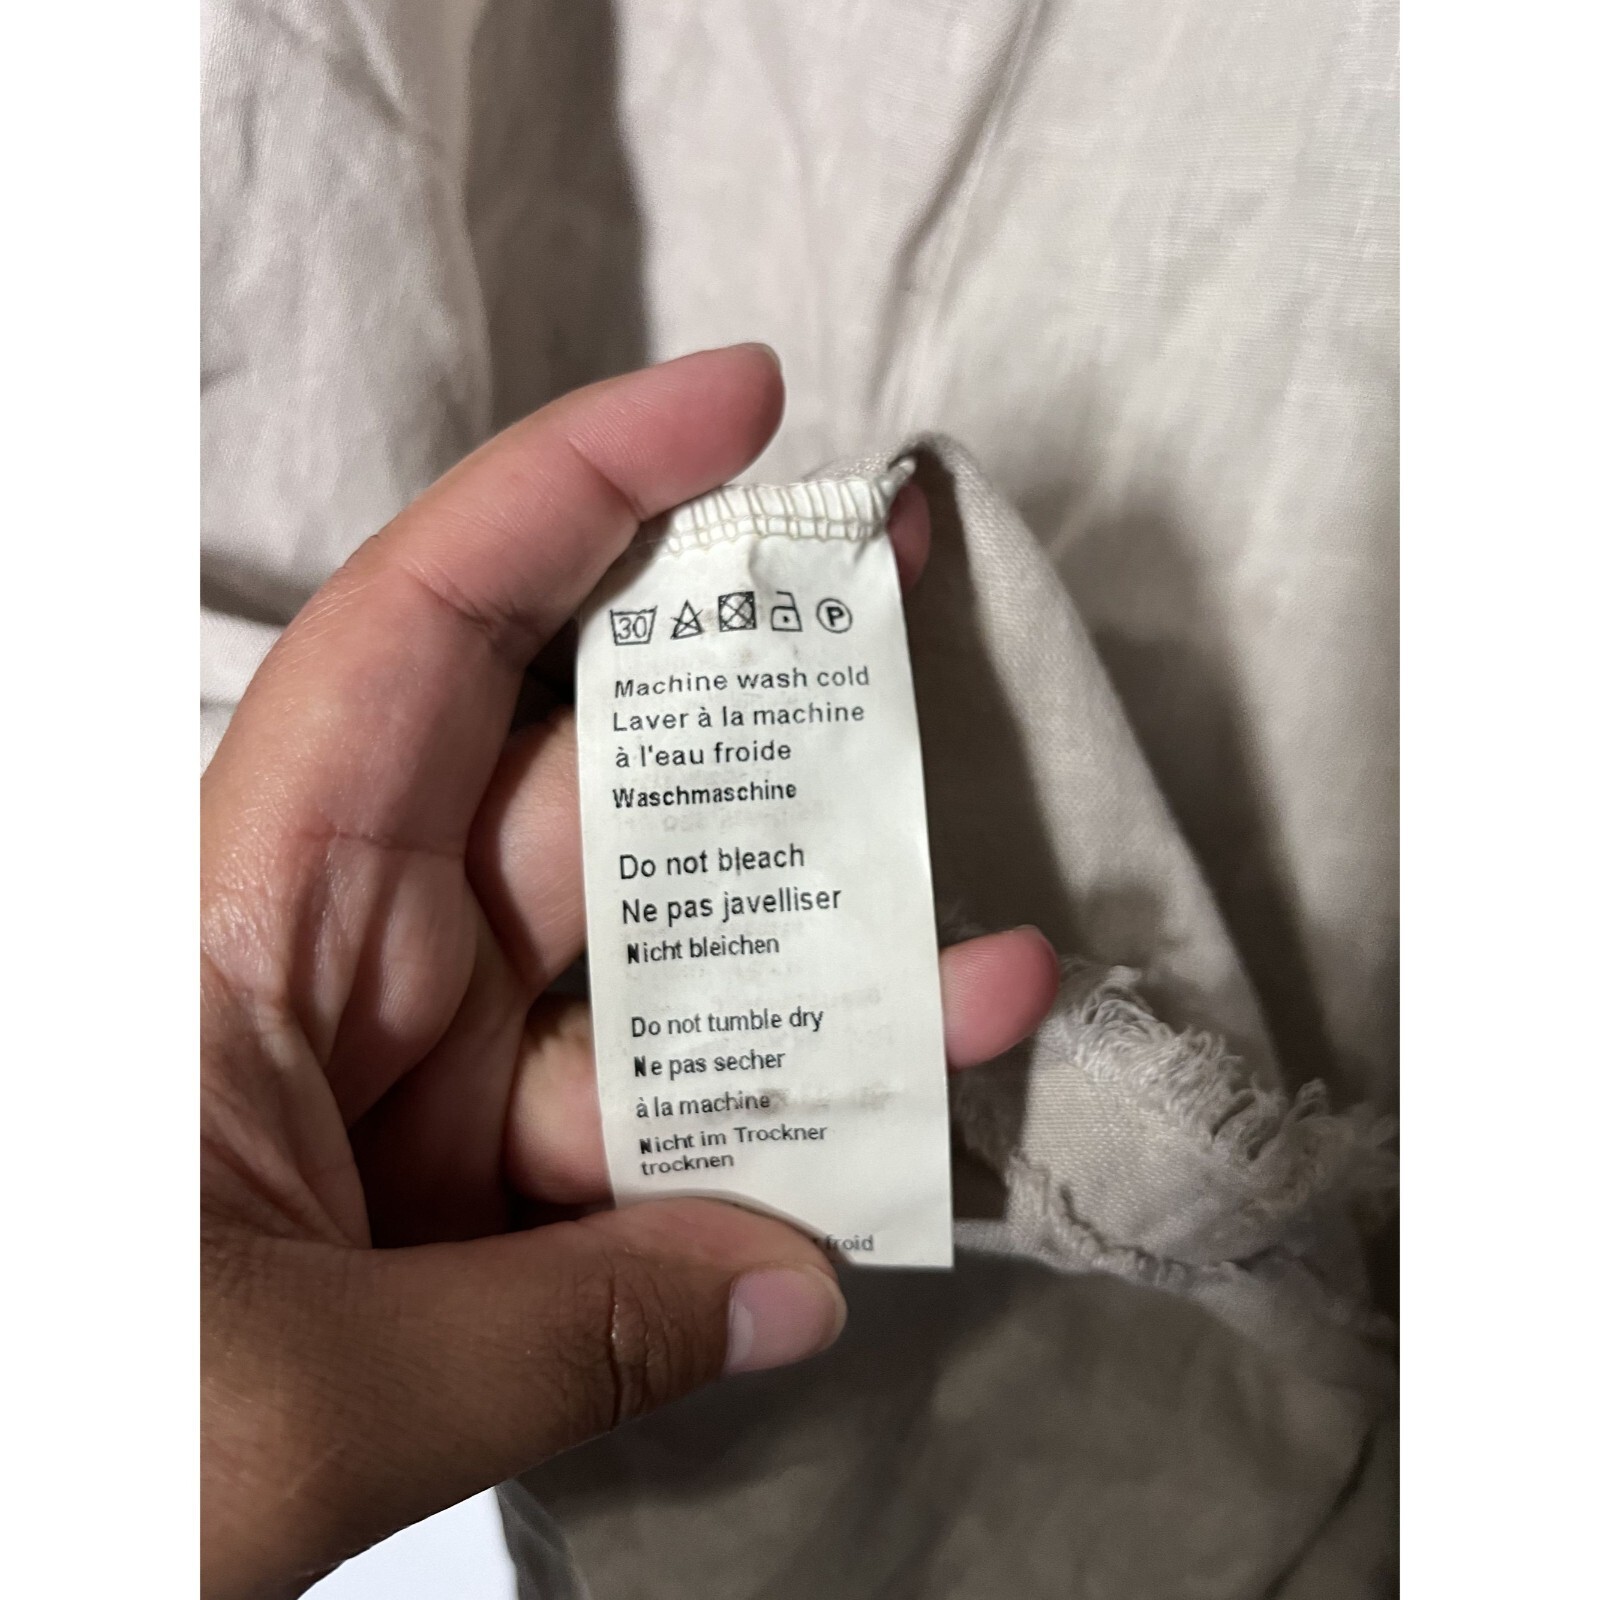 30
P
Machine wash cold
Laver à la machine
à l'eau froide
Waschmaschine
Do not bleach
Ne pas javelliser
Nicht bleichen
Do not tumble dry
Ne pas secher
à la machine
Nicht im Trockner
trocknen
froid